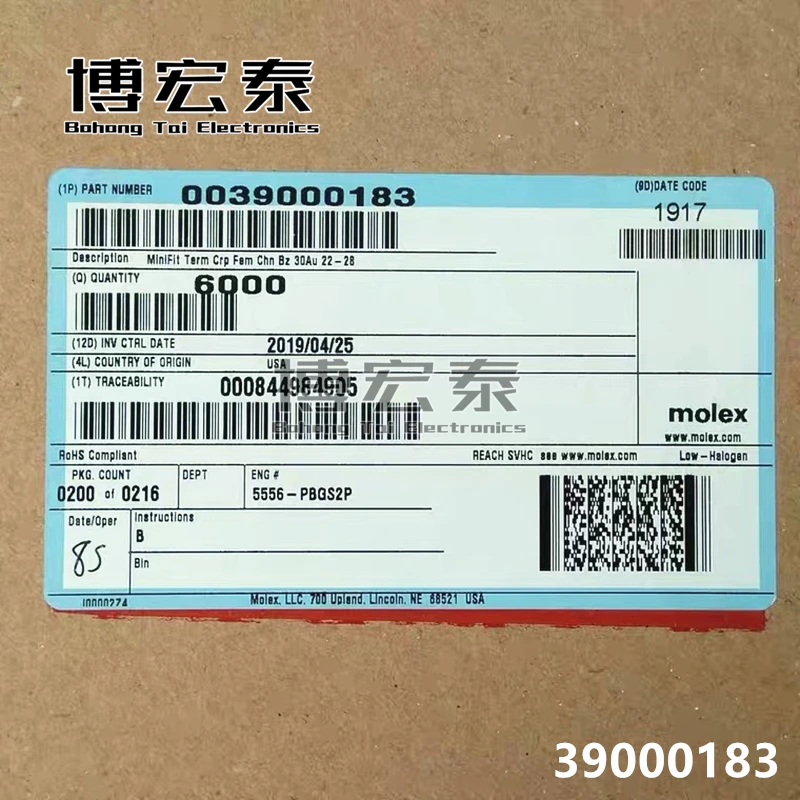 博宏泰
Bohong Tai Electronics
(1P) PART NUMBER 0039000183
(9D)DATE CODE
1917
Description MiniFit Term Crp Fem Chn Bz 30Au 22-28
(Q) QUANTITY 6000
(12D) INV CTRL DATE 2019/04/25
(4L) COUNTRY OF ORIGIN USA
(1T) TRACEABILITY 000844984905
博宏泰
Bohong Tai Electronics
molex
www.molex.com
RoHS Compliant REACH SVHC see www.molex.com Low-Halogen
PKG. COUNT DEPT ENG #
0200 of 0216 5556-PBGS2P
Date/Oper Instructions
85 B
Bin
Molex, LLC. 700 Upland, Lincoln, NE 68521 USA
39000183